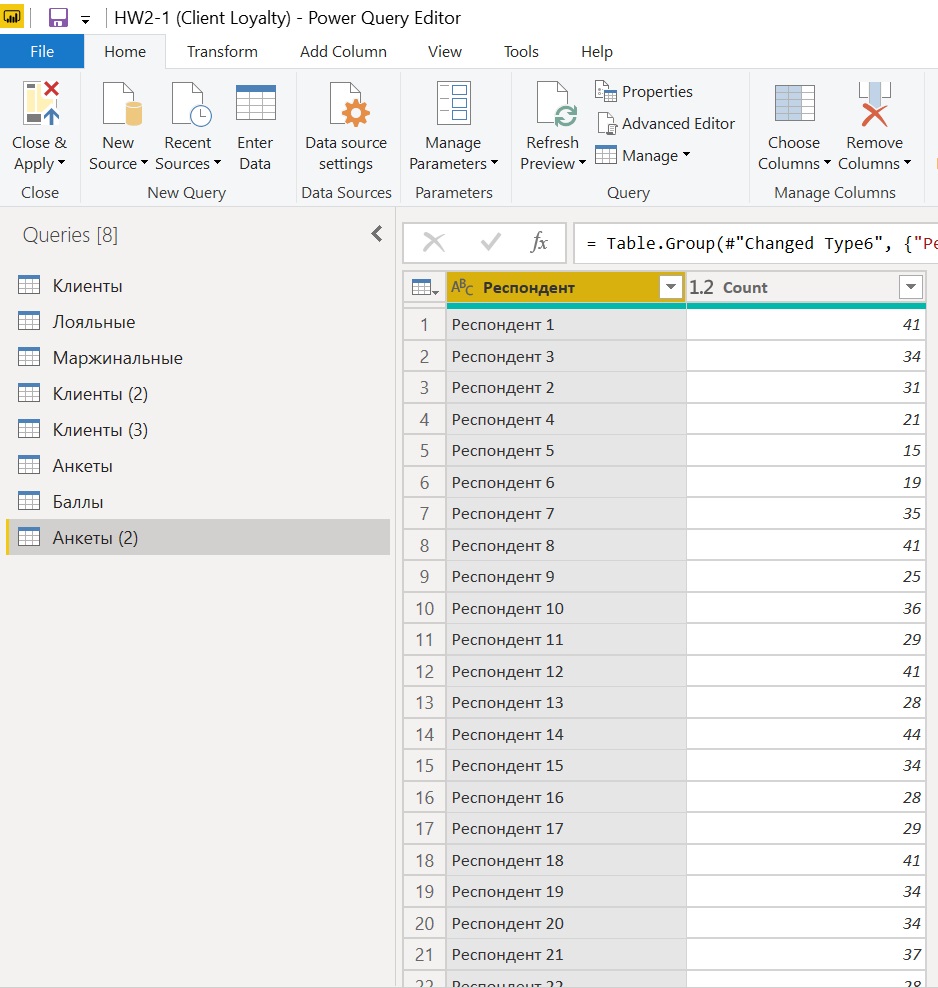 HW2-1 (Client Loyalty) - Power Query Editor
File Home Transform Add Column View Tools Help
Close & Apply
New Source
Recent Sources
Enter Data
Data source settings
Manage Parameters
Refresh Preview
Properties
Advanced Editor
Manage
Choose Columns
Remove Columns
Close New Query Data Sources Parameters Query Manage Columns
Queries [8]
Клиенты
Лояльные
Маржинальные
Клиенты (2)
Клиенты (3)
Анкеты
Баллы
Анкеты (2)
fx = Table.Group(#"Changed Type6", {"Ре
ABC Респондент 1.2 Count
1 Респондент 1 41
2 Респондент 3 34
3 Респондент 2 31
4 Респондент 4 21
5 Респондент 5 15
6 Респондент 6 19
7 Респондент 7 35
8 Респондент 8 41
9 Респондент 9 25
10 Респондент 10 36
11 Респондент 11 29
12 Респондент 12 41
13 Респондент 13 28
14 Респондент 14 44
15 Респондент 15 34
16 Респондент 16 28
17 Респондент 17 29
18 Респондент 18 41
19 Респондент 19 34
20 Респондент 20 34
21 Респондент 21 37
22 Респондент 22 28